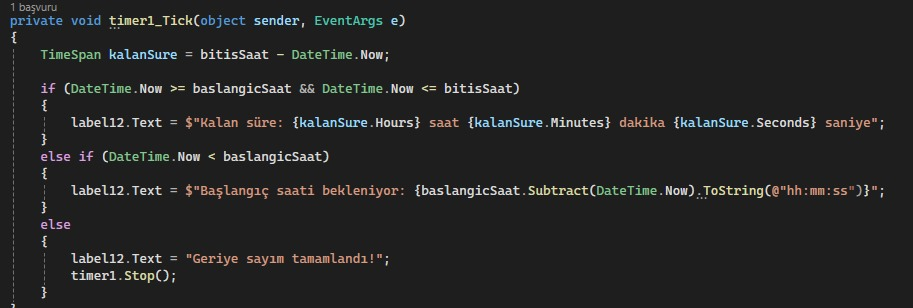 1 başvuru
private void timer1_Tick(object sender, EventArgs e)
{
TimeSpan kalanSure = bitisSaat - DateTime.Now;
if (DateTime.Now >= baslangicSaat && DateTime.Now <= bitisSaat)
{
label12.Text = $"Kalan süre: {kalanSure.Hours} saat {kalanSure.Minutes} dakika {kalanSure.Seconds} saniye";
}
else if (DateTime.Now < baslangicSaat)
{
label12.Text = $"Başlangıç saati bekleniyor: {baslangicSaat.Subtract(DateTime.Now).ToString(@"hh:mm:ss")}";
}
else
{
label12.Text = "Geriye sayım tamamlandı!";
timer1.Stop();
}